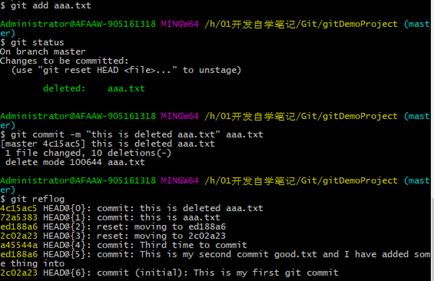 $ git add aaa.txt
Administrator@AFAAW-905161318 MINGW64 /h/01开发自学笔记/Git/gitDemoProject (mast
er)
$ git status
On branch master
Changes to be committed:
(use "git reset HEAD <file>..." to unstage)
deleted:    aaa.txt
Administrator@AFAAW-905161318 MINGW64 /h/01开发自学笔记/Git/gitDemoProject (mast
er)
$ git commit -m "this is deleted aaa.txt" aaa.txt
[master 4c15ac5] this is deleted aaa.txt
1 file changed, 10 deletions(-)
delete mode 100644 aaa.txt
Administrator@AFAAW-905161318 MINGW64 /h/01开发自学笔记/Git/gitDemoProject (mast
er)
$ git reflog
4c15ac5 HEAD@{0}: commit: this is deleted aaa.txt
72a5383 HEAD@{1}: commit: this is aaa.txt
ed188a6 HEAD@{2}: reset: moving to ed188a6
2c02a23 HEAD@{3}: reset: moving to 2c02a23
a45544a HEAD@{4}: commit: Third time to commit
ed188a6 HEAD@{5}: commit: This is my second commit good.txt and I have added som
e thing into
2c02a23 HEAD@{6}: commit (initial): This is my first git commit